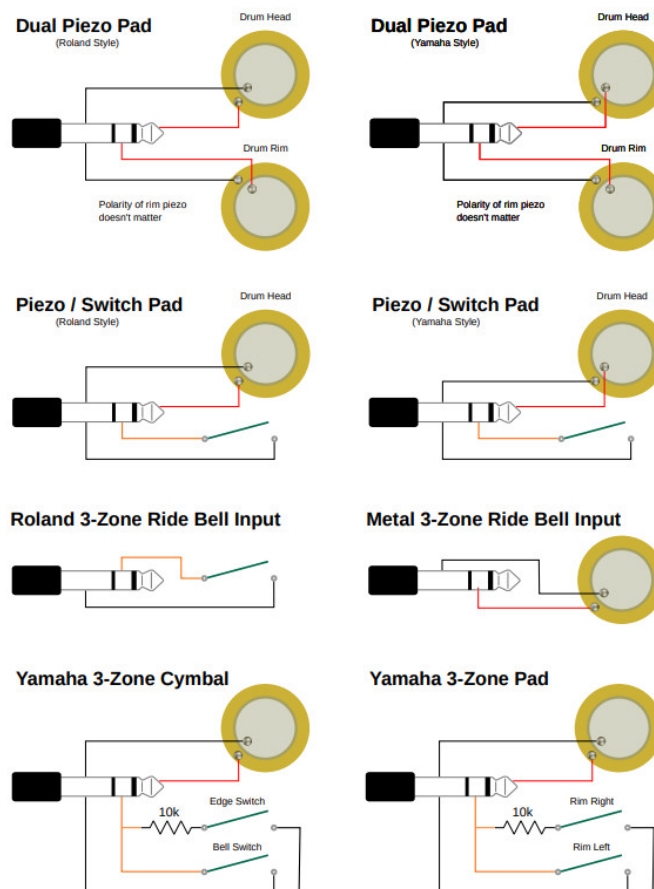 Dual Piezo Pad
(Roland Style)
Drum Head
Drum Rim
Polarity of rim piezo
doesn't matter
Dual Piezo Pad
(Yamaha Style)
Drum Head
Drum Rim
Polarity of rim piezo
doesn't matter
Piezo / Switch Pad
(Roland Style)
Drum Head
Piezo / Switch Pad
(Yamaha Style)
Drum Head
Roland 3-Zone Ride Bell Input
Metal 3-Zone Ride Bell Input
Yamaha 3-Zone Cymbal
10k
Edge Switch
Bell Switch
Yamaha 3-Zone Pad
10k
Rim Right
Rim Left